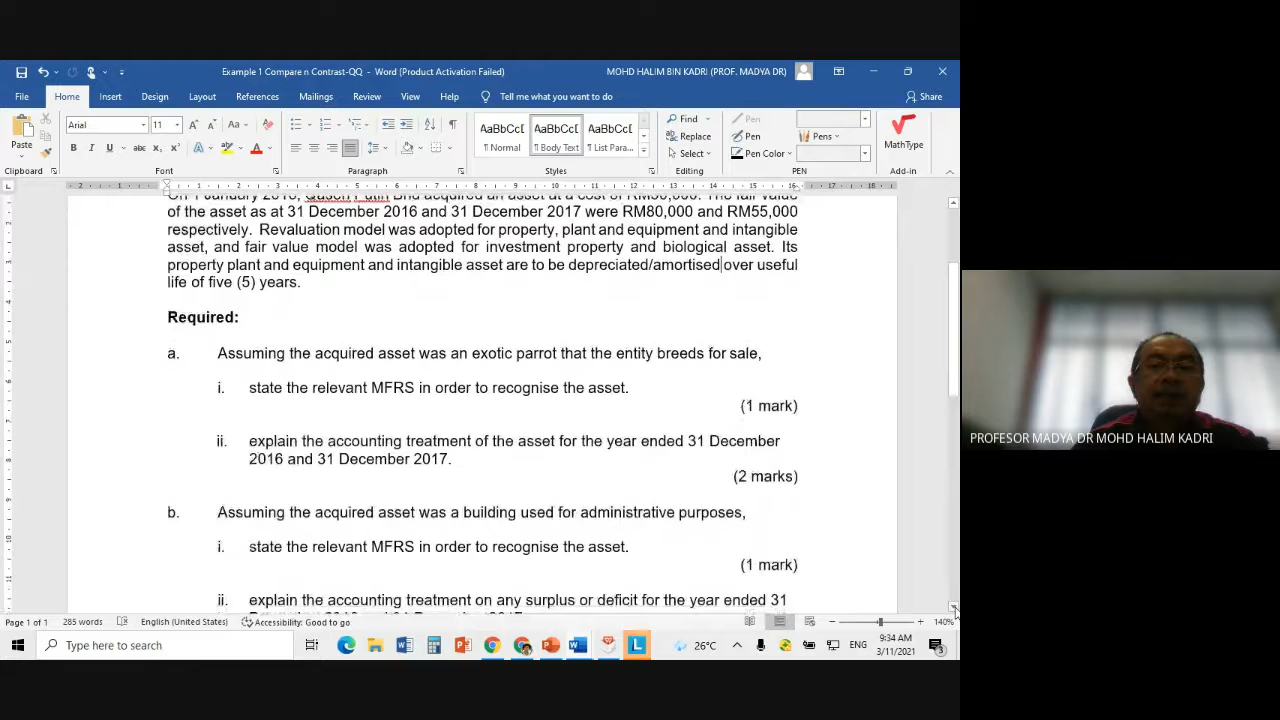 Example 1 Compare n Contrast-QQ - Word (Product Activation Failed)
MOHD HALIM BIN KADRI (PROF. MADYA DR)
File Home Insert Design Layout References Mailings Review View Help Tell me what you want to do Share
Paste
Arial 11
AaBbCcI AaBbCcI AaBbCcI
¶ Normal ¶ Body Text ¶ List Para...
Find
Replace
Select
Pen
Pen
Pen Color
Pens
MathType
Clipboard Font Paragraph Styles Editing PEN Add-in
of the asset as at 31 December 2016 and 31 December 2017 were RM80,000 and RM55,000
respectively. Revaluation model was adopted for property, plant and equipment and intangible
asset, and fair value model was adopted for investment property and biological asset. Its
property plant and equipment and intangible asset are to be depreciated/amortised over useful
life of five (5) years.
Required:
a. Assuming the acquired asset was an exotic parrot that the entity breeds for sale,
i. state the relevant MFRS in order to recognise the asset.
(1 mark)
ii. explain the accounting treatment of the asset for the year ended 31 December
2016 and 31 December 2017.
(2 marks)
b. Assuming the acquired asset was a building used for administrative purposes,
i. state the relevant MFRS in order to recognise the asset.
(1 mark)
ii. explain the accounting treatment on any surplus or deficit for the year ended 31
Page 1 of 1 285 words English (United States) Accessibility: Good to go 140%
Type here to search
26°C ENG
9:34 AM
3/11/2021
PROFESOR MADYA DR MOHD HALIM KADRI